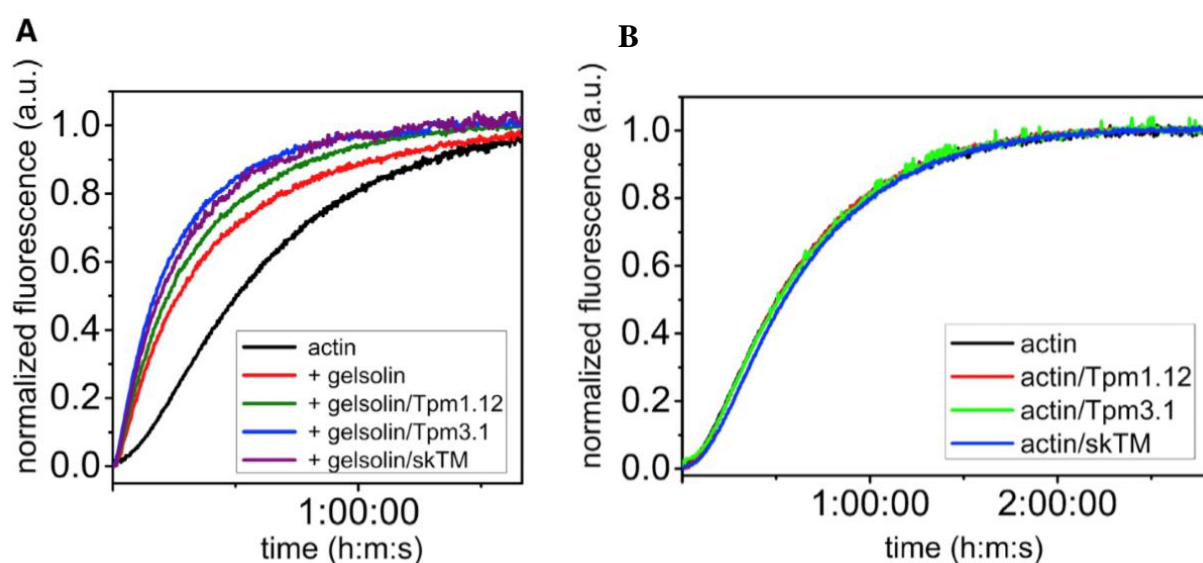 A
normalized fluorescence (a.u.)
1.0
0.8
0.6
0.4
0.2
0.0
actin
+ gelsolin
+ gelsolin/Tpm1.12
+ gelsolin/Tpm3.1
+ gelsolin/skTM
1:00:00
time (h:m:s)
B
normalized fluorescence (a.u.)
1.0
0.8
0.6
0.4
0.2
0.0
actin
actin/Tpm1.12
actin/Tpm3.1
actin/skTM
1:00:00 2:00:00
time (h:m:s)